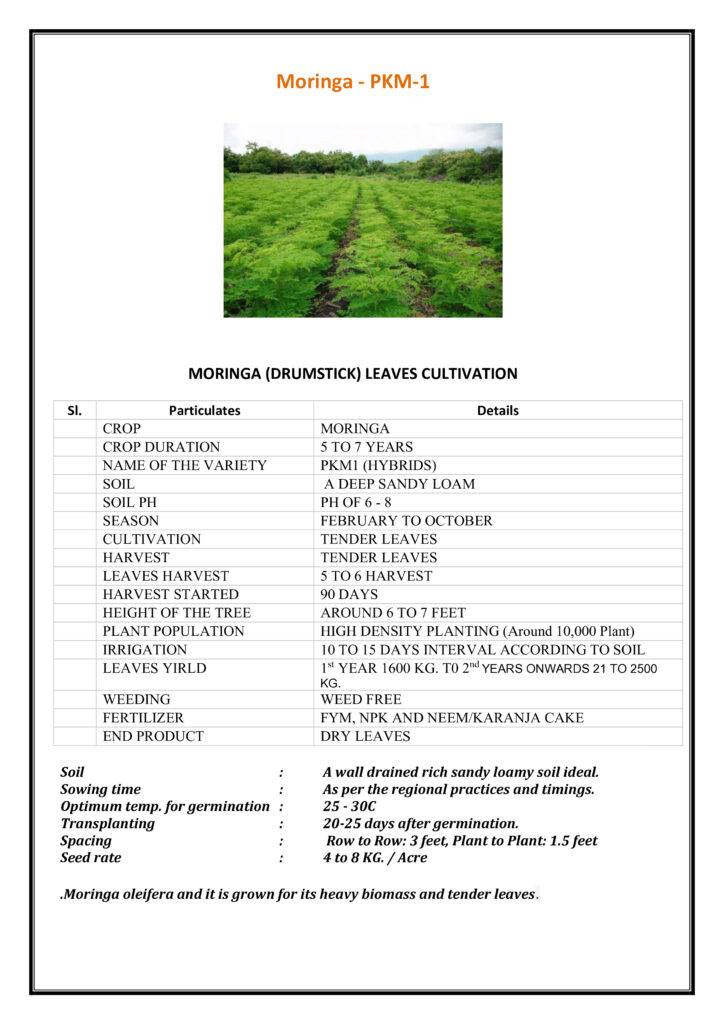 Moringa - PKM-1
MORINGA (DRUMSTICK) LEAVES CULTIVATION
Sl. Particulates Details
CROP MORINGA
CROP DURATION 5 TO 7 YEARS
NAME OF THE VARIETY PKM1 (HYBRIDS)
SOIL A DEEP SANDY LOAM
SOIL PH PH OF 6 - 8
SEASON FEBRUARY TO OCTOBER
CULTIVATION TENDER LEAVES
HARVEST TENDER LEAVES
LEAVES HARVEST 5 TO 6 HARVEST
HARVEST STARTED 90 DAYS
HEIGHT OF THE TREE AROUND 6 TO 7 FEET
PLANT POPULATION HIGH DENSITY PLANTING (Around 10,000 Plant)
IRRIGATION 10 TO 15 DAYS INTERVAL ACCORDING TO SOIL
LEAVES YIRLD 1st YEAR 1600 KG. T0 2nd YEARS ONWARDS 21 TO 2500
KG.
WEEDING WEED FREE
FERTILIZER FYM, NPK AND NEEM/KARANJA CAKE
END PRODUCT DRY LEAVES
Soil : A wall drained rich sandy loamy soil ideal.
Sowing time : As per the regional practices and timings.
Optimum temp. for germination : 25 - 30C
Transplanting : 20-25 days after germination.
Spacing : Row to Row: 3 feet, Plant to Plant: 1.5 feet
Seed rate : 4 to 8 KG. / Acre
.Moringa oleifera and it is grown for its heavy biomass and tender leaves.